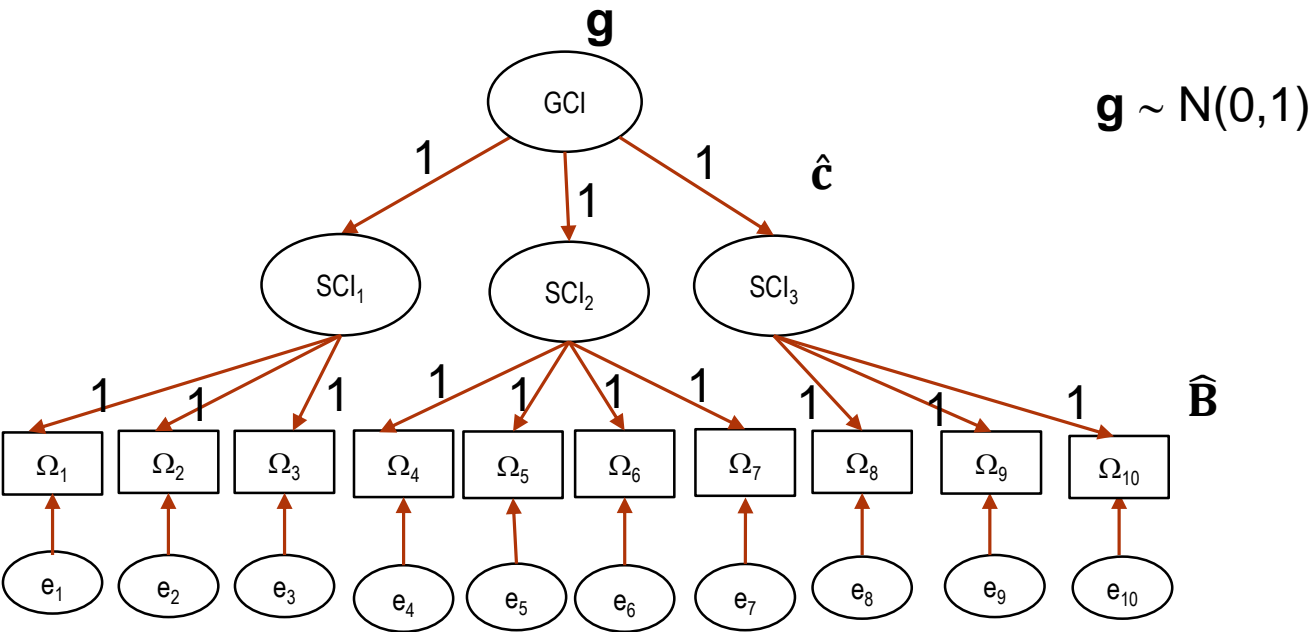 g
GCI
g ~ N(0,1)
1 1 1
ĉ
SCI₁ SCI₂ SCI₃
1 1 1 1 1 1 1 1 1 1
B̂
Ω₁ Ω₂ Ω₃ Ω₄ Ω₅ Ω₆ Ω₇ Ω₈ Ω₉ Ω₁₀
e₁ e₂ e₃ e₄ e₅ e₆ e₇ e₈ e₉ e₁₀